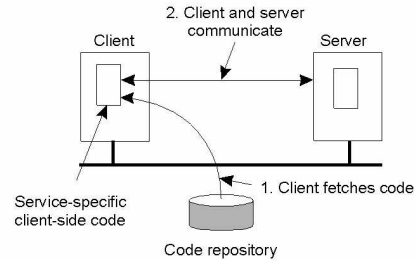 2. Client and server
communicate
Client
Server
Service-specific
client-side code
1. Client fetches code
Code repository